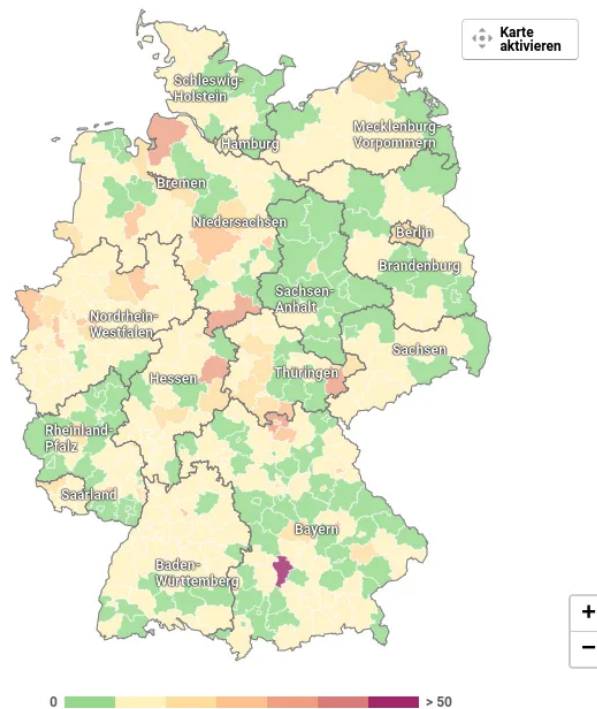 Karte
aktivieren
Schleswig-
Holstein
Mecklenburg-
Vorpommern
Hamburg
Bremen
Niedersachsen
Berlin
Brandenburg
Sachsen-
Anhalt
Nordrhein-
Westfalen
Sachsen
Hessen
Thüringen
Rheinland-
Pfalz
Saarland
Bayern
Baden-
Württemberg
+
−
0
> 50